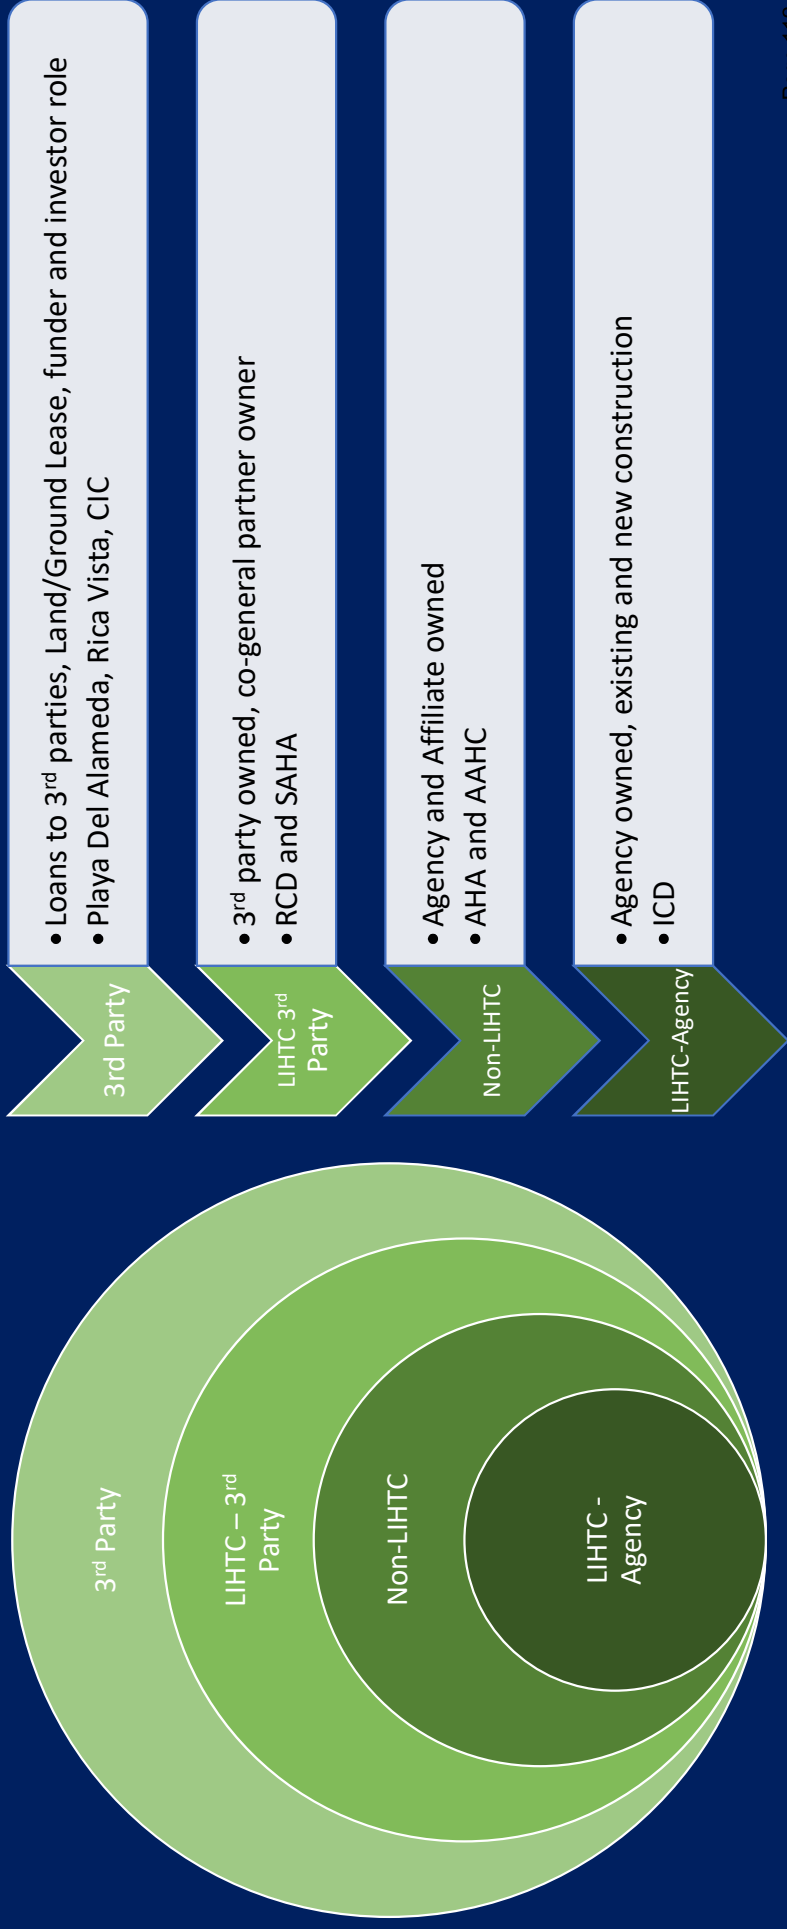 3rd Party
LIHTC – 3rd
Party
Non-LIHTC
LIHTC -
Agency
3rd Party
• Loans to 3rd parties, Land/Ground Lease, funder and investor role
• Playa Del Alameda, Rica Vista, CIC
LIHTC 3rd
Party
• 3rd party owned, co-general partner owner
• RCD and SAHA
Non-LIHTC
• Agency and Affiliate owned
• AHA and AAHC
LIHTC-Agency
• Agency owned, existing and new construction
• ICD